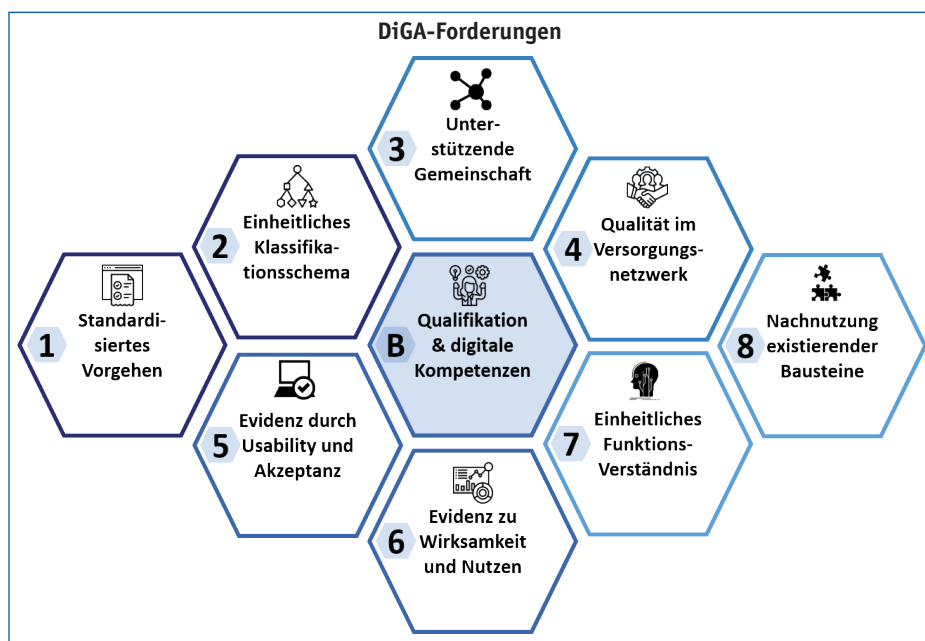 DiGA-Forderungen
1
Standardi-
siertes
Vorgehen
2
Einheitliches
Klassifika-
tionsschema
3
Unter-
stützende
Gemeinschaft
4
Qualität im
Versorgungs-
netzwerk
B
Qualifikation
& digitale
Kompetenzen
5
Evidenz durch
Usability und
Akzeptanz
6
Evidenz zu
Wirksamkeit
und Nutzen
7
Einheitliches
Funktions-
Verständnis
8
Nachnutzung
existierender
Bausteine